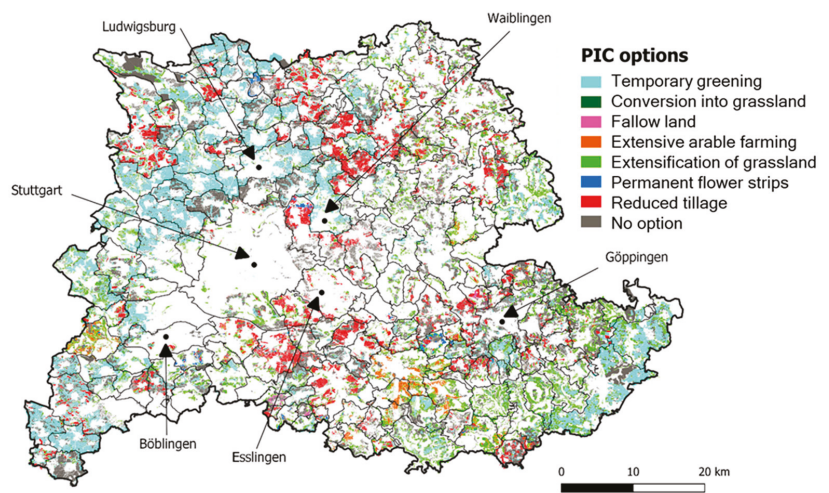 Waiblingen
Ludwigsburg
PIC options
Temporary greening
Conversion into grassland
Fallow land
Extensive arable farming
Extensification of grassland
Permanent flower strips
Reduced tillage
No option
Stuttgart
Göppingen
Böblingen
Esslingen
0 10 20 km